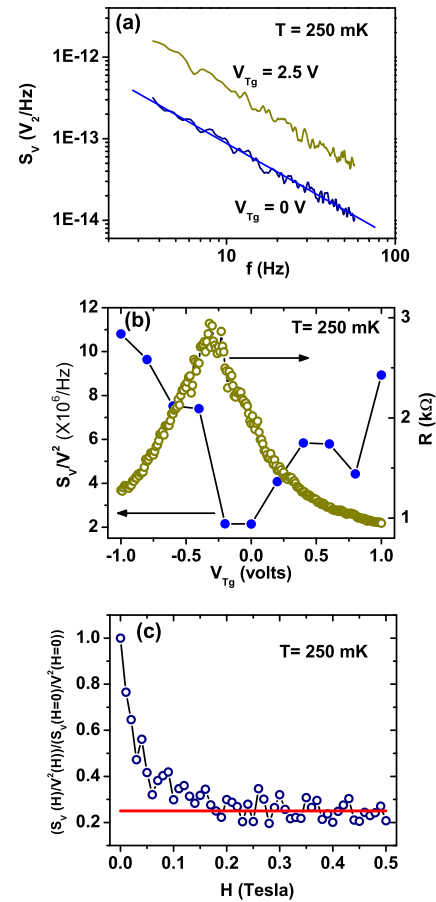 (a)
T = 250 mK
V_Tg = 2.5 V
V_Tg = 0 V
S_v (V_2/Hz)
1E-12
1E-13
1E-14
10
100
f (Hz)
(b)
T= 250 mK
S_v/V^2 (X10^6/Hz)
12
10
8
6
4
2
R (kΩ)
3
2
1
-1.0
-0.5
0.0
0.5
1.0
V_Tg (volts)
(c)
T= 250 mK
(S_v (H)/V^2(H))/(S_v(H=0)/V^2(H=0))
1.0
0.8
0.6
0.4
0.2
0.0
0.1
0.2
0.3
0.4
0.5
H (Tesla)